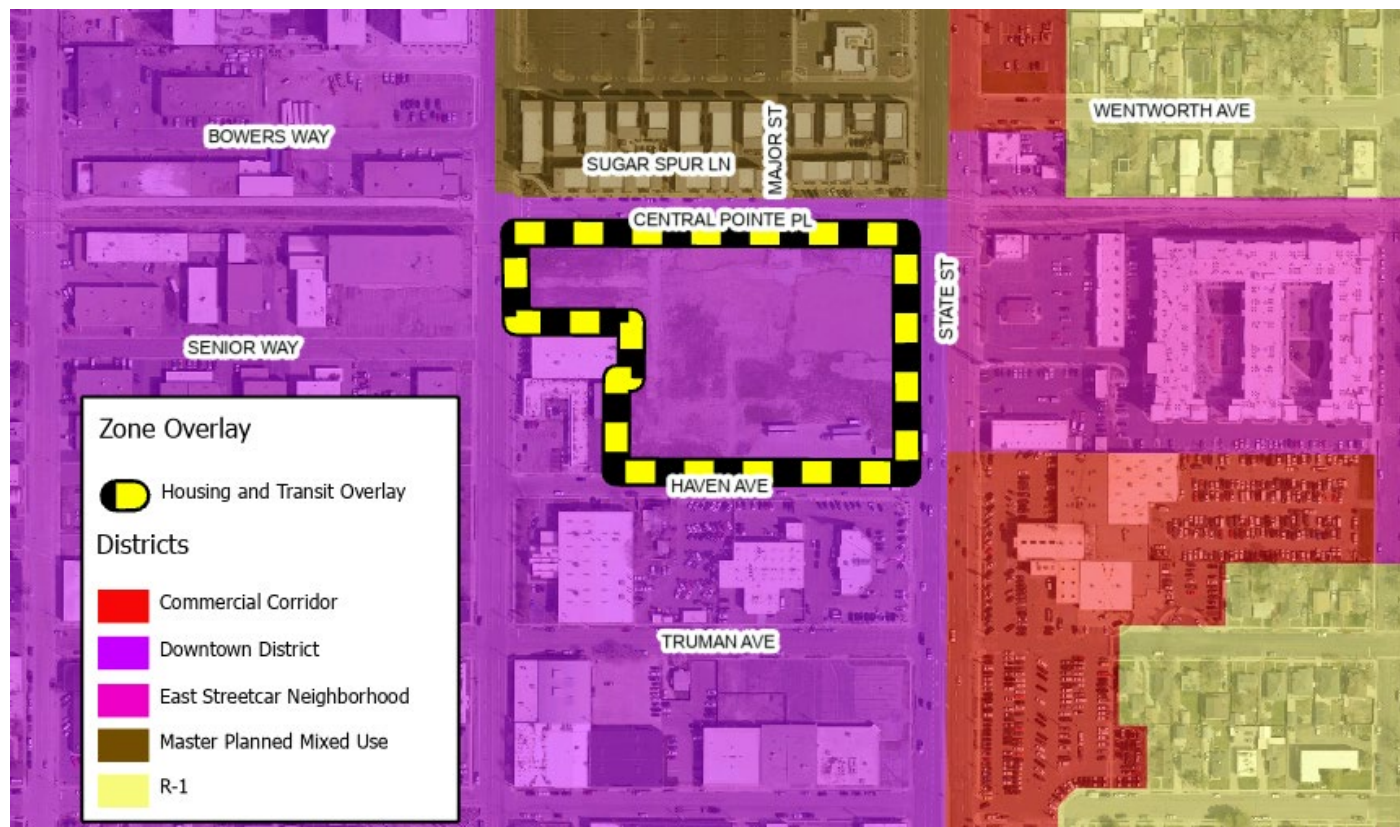 WENTWORTH AVE
BOWERS WAY
MAJOR ST
SUGAR SPUR LN
CENTRAL POINTE PL
STATE ST
SENIOR WAY
Zone Overlay
Housing and Transit Overlay
Districts
Commercial Corridor
Downtown District
East Streetcar Neighborhood
Master Planned Mixed Use
R-1
HAVEN AVE
TRUMAN AVE